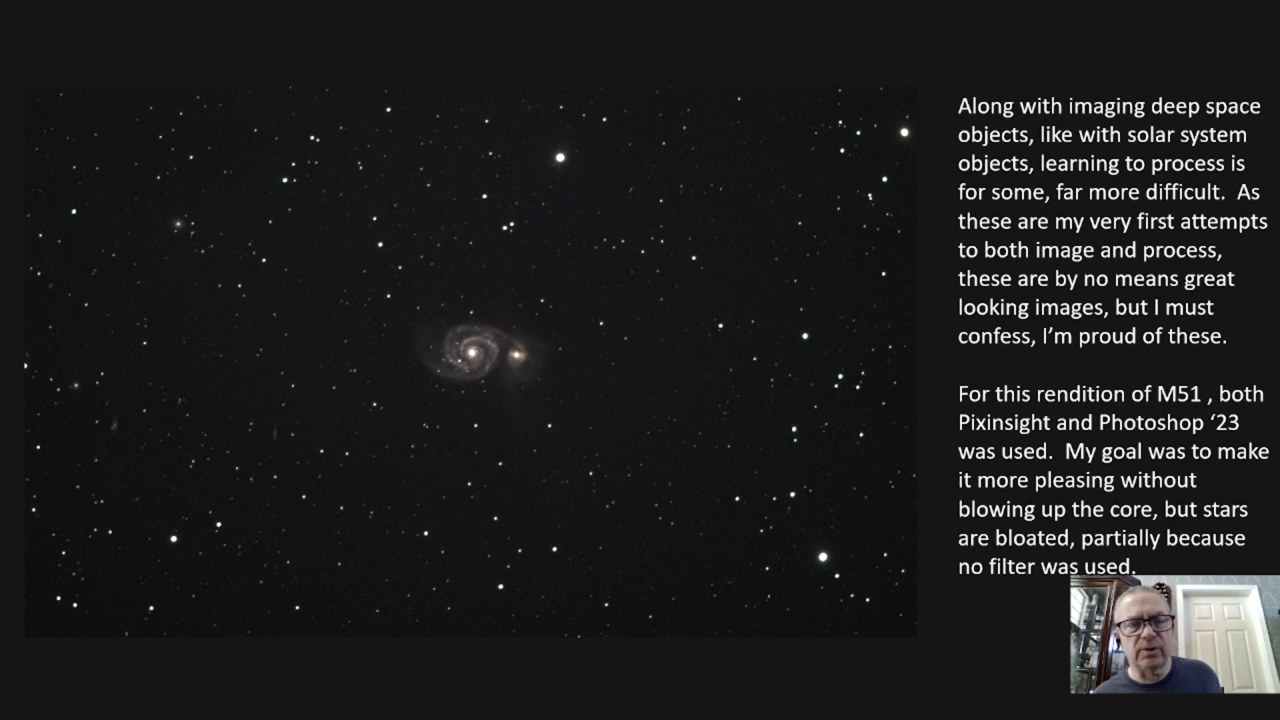 Along with imaging deep space
objects, like with solar system
objects, learning to process is
for some, far more difficult.  As
these are my very first attempts
to both image and process,
these are by no means great
looking images, but I must
confess, I’m proud of these.
For this rendition of M51 , both
Pixinsight and Photoshop ‘23
was used.  My goal was to make
it more pleasing without
blowing up the core, but stars
are bloated, partially because
no filter was used.